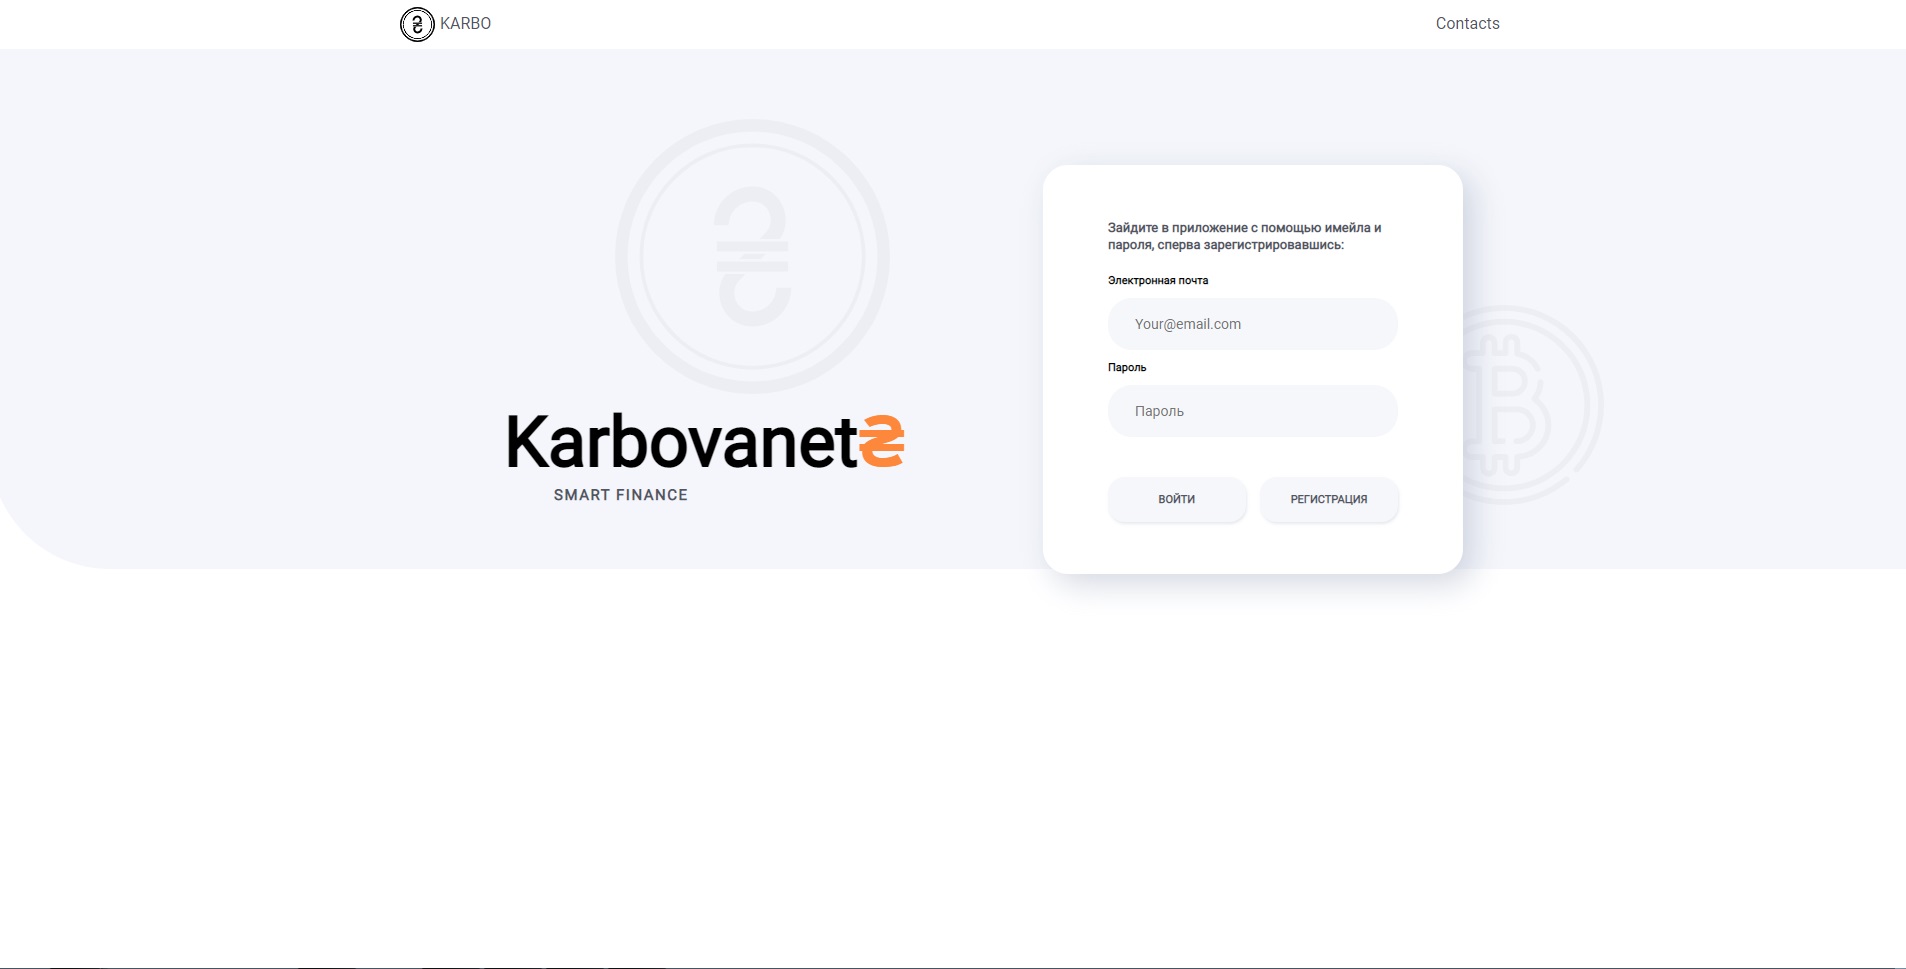 KARBO
Contacts
Karbovanet₴
SMART FINANCE
Зайдите в приложение с помощью имейла и
пароля, сперва зарегистрировавшись:
Электронная почта
Your@email.com
Пароль
Пароль
ВОЙТИ
РЕГИСТРАЦИЯ